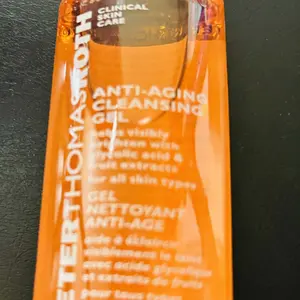 CLINICAL
SKIN
CARE
ETERTHOMASROTH
ANTI-AGING
CLEANSING
GEL
helps visibly
brighten with
glycolic acid &
fruit extracts
for all skin types
GEL
NETTOYANT
ANTI-AGE
aide à éclaircir
visiblement le teint
avec acide glycolique
et extraits de fruits
pour tous types